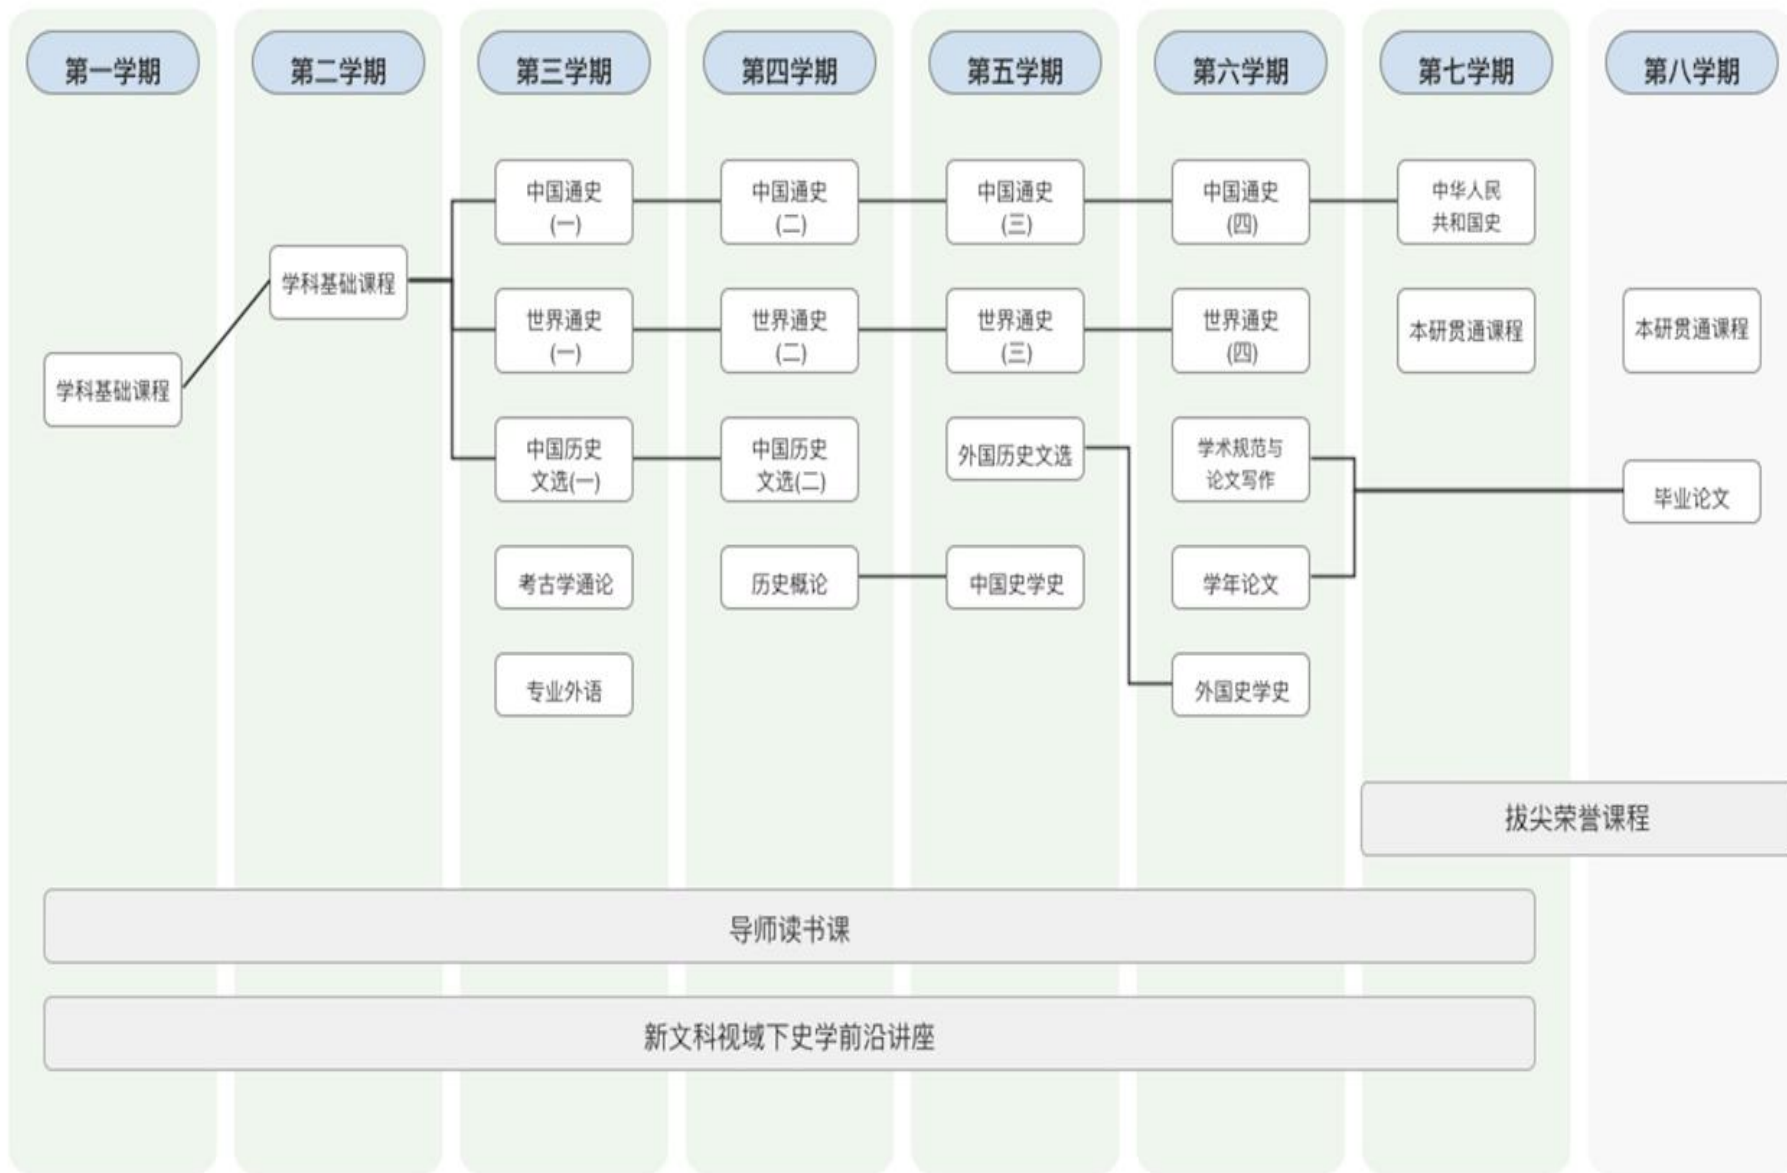 第一学期
第二学期
第三学期
第四学期
第五学期
第六学期
第七学期
第八学期
中国通史
(一)
中国通史
(二)
中国通史
(三)
中国通史
(四)
中华人民
共和国史
学科基础课程
世界通史
(一)
世界通史
(二)
世界通史
(三)
世界通史
(四)
本研贯通课程
本研贯通课程
学科基础课程
中国历史
文选(一)
中国历史
文选(二)
外国历史文选
学术规范与
论文写作
毕业论文
考古学通论
历史概论
中国史学史
学年论文
专业外语
外国史学史
拔尖荣誉课程
导师读书课
新文科视域下史学前沿讲座